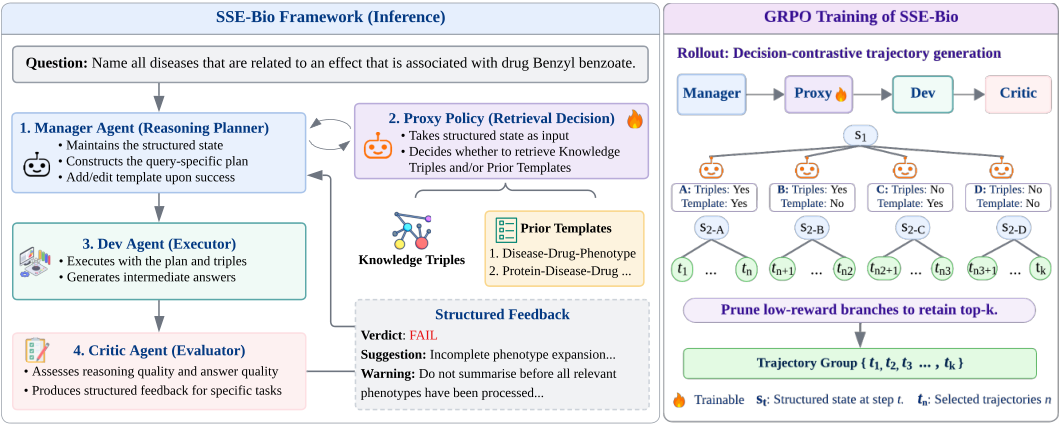 SSE-Bio Framework (Inference)
Question: Name all diseases that are related to an effect that is associated with drug Benzyl benzoate.
1. Manager Agent (Reasoning Planner)
• Maintains the structured state
• Constructs the query-specific plan
• Add/edit template upon success
2. Proxy Policy (Retrieval Decision)
• Takes structured state as input
• Decides whether to retrieve Knowledge
Triples and/or Prior Templates
Knowledge Triples
Prior Templates
1. Disease-Drug-Phenotype
2. Protein-Disease-Drug ...
3. Dev Agent (Executor)
• Executes with the plan and triples
• Generates intermediate answers
4. Critic Agent (Evaluator)
• Assesses reasoning quality and answer quality
• Produces structured feedback for specific tasks
Structured Feedback
Verdict: FAIL
Suggestion: Incomplete phenotype expansion...
Warning: Do not summarise before all relevant
phenotypes have been processed...
GRPO Training of SSE-Bio
Rollout: Decision-contrastive trajectory generation
Manager Proxy Dev Critic
s1
A: Triples: Yes
Template: Yes
B: Triples: Yes
Template: No
C: Triples: No
Template: Yes
D: Triples: No
Template: No
s2-A s2-B s2-C s2-D
t1 ... tn tn+1 ... tn2 tn2+1 ... tn3 tn3+1 ... tk
Prune low-reward branches to retain top-k.
Trajectory Group { t1, t2, t3 ... , tk }
Trainable st: Structured state at step t. tn: Selected trajectories n